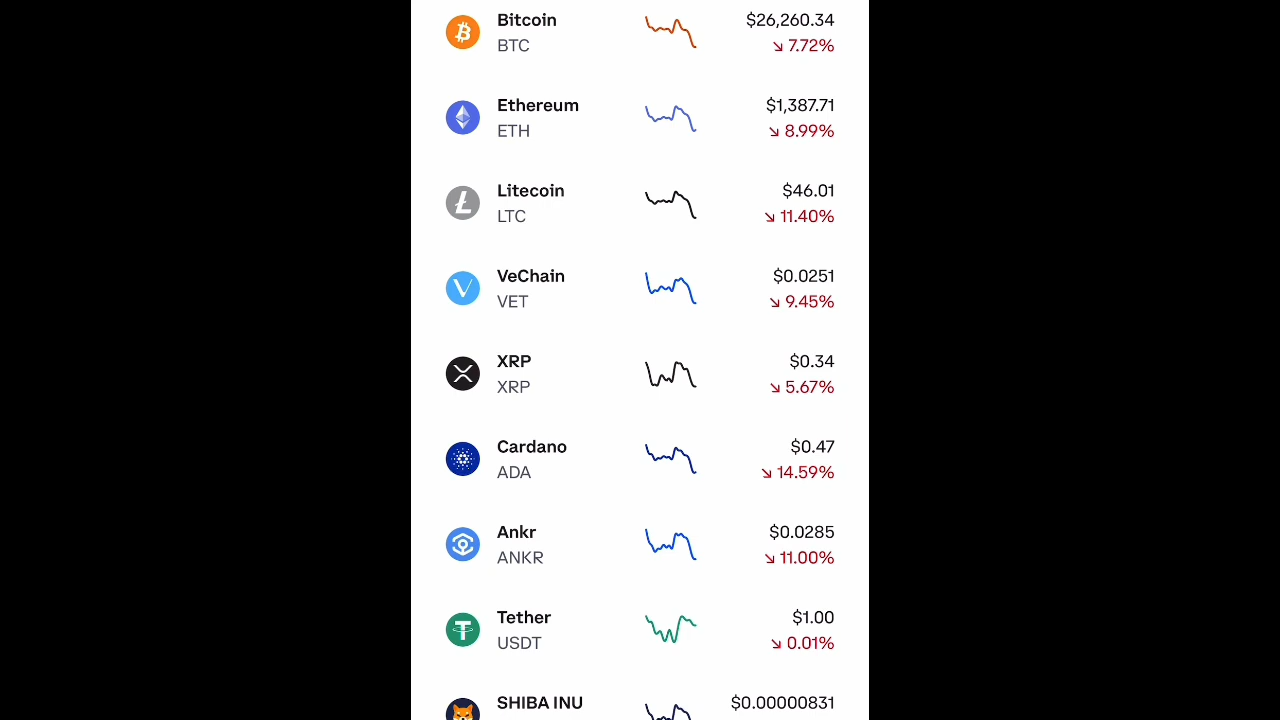 Bitcoin
$26,260.34
BTC
↘ 7.72%
Ethereum
$1,387.71
ETH
↘ 8.99%
Litecoin
$46.01
LTC
↘ 11.40%
VeChain
$0.0251
VET
↘ 9.45%
XRP
$0.34
XRP
↘ 5.67%
Cardano
$0.47
ADA
↘ 14.59%
Ankr
$0.0285
ANKR
↘ 11.00%
Tether
$1.00
USDT
↘ 0.01%
SHIBA INU
$0.00000831